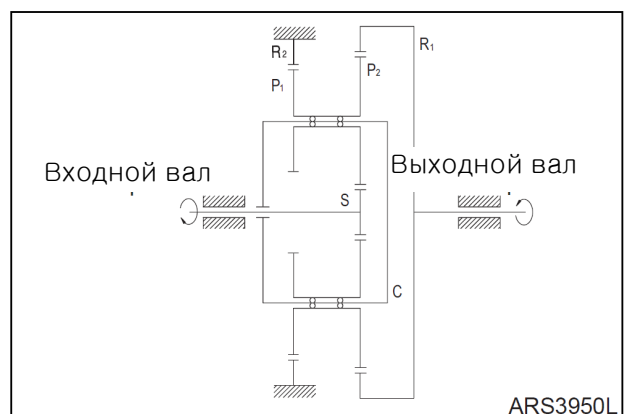 R₂
R₁
P₁
P₂
Входной вал
Выходной вал
S
C
ARS3950L